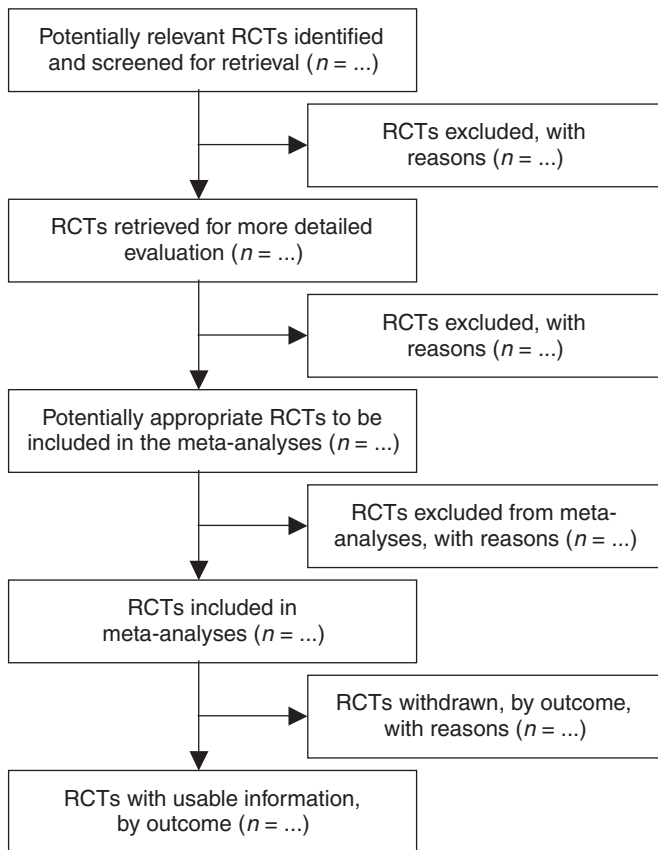 Potentially relevant RCTs identified
and screened for retrieval (n = ...)
RCTs excluded, with
reasons (n = ...)
RCTs retrieved for more detailed
evaluation (n = ...)
RCTs excluded, with
reasons (n = ...)
Potentially appropriate RCTs to be
included in the meta-analyses (n = ...)
RCTs excluded from meta-
analyses, with reasons (n = ...)
RCTs included in
meta-analyses (n = ...)
RCTs withdrawn, by outcome,
with reasons (n = ...)
RCTs with usable information,
by outcome (n = ...)